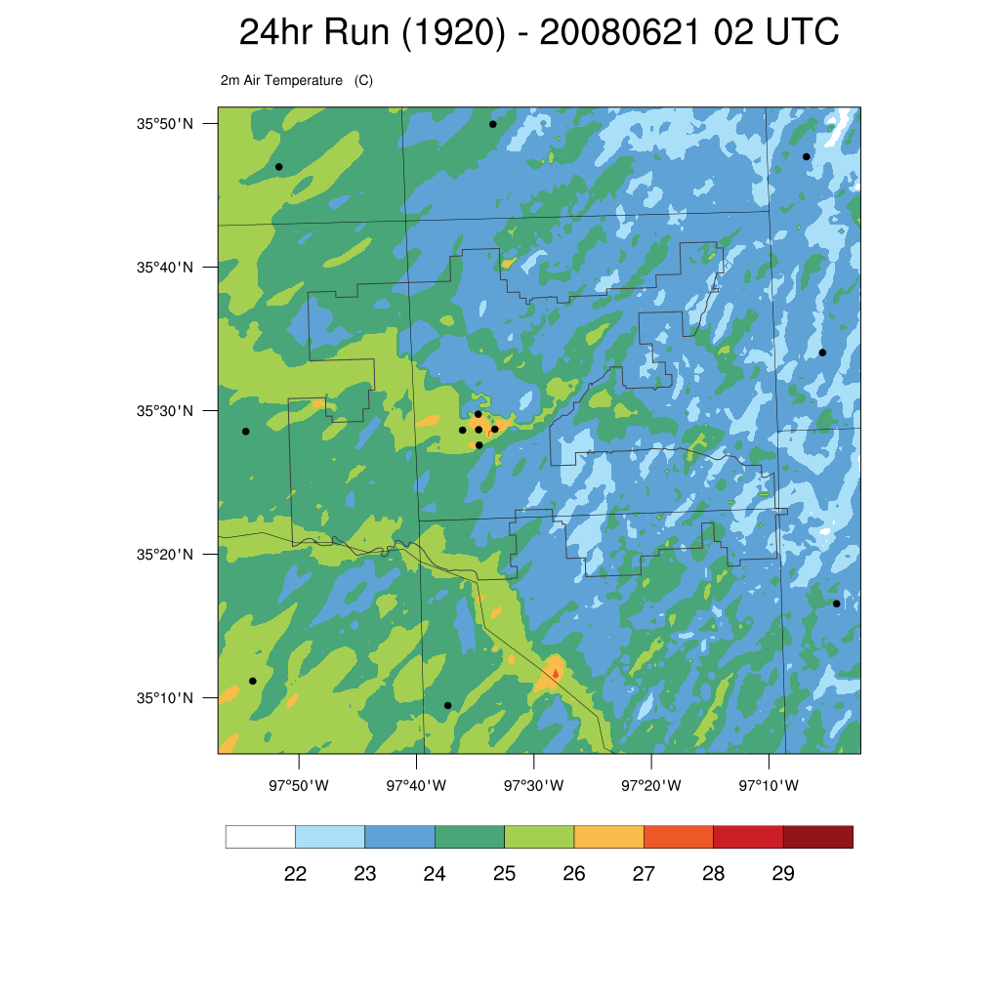 24hr Run (1920) - 20080621 02 UTC
2m Air Temperature (C)
35°50'N
35°40'N
35°30'N
35°20'N
35°10'N
97°50'W 97°40'W 97°30'W 97°20'W 97°10'W
22 23 24 25 26 27 28 29